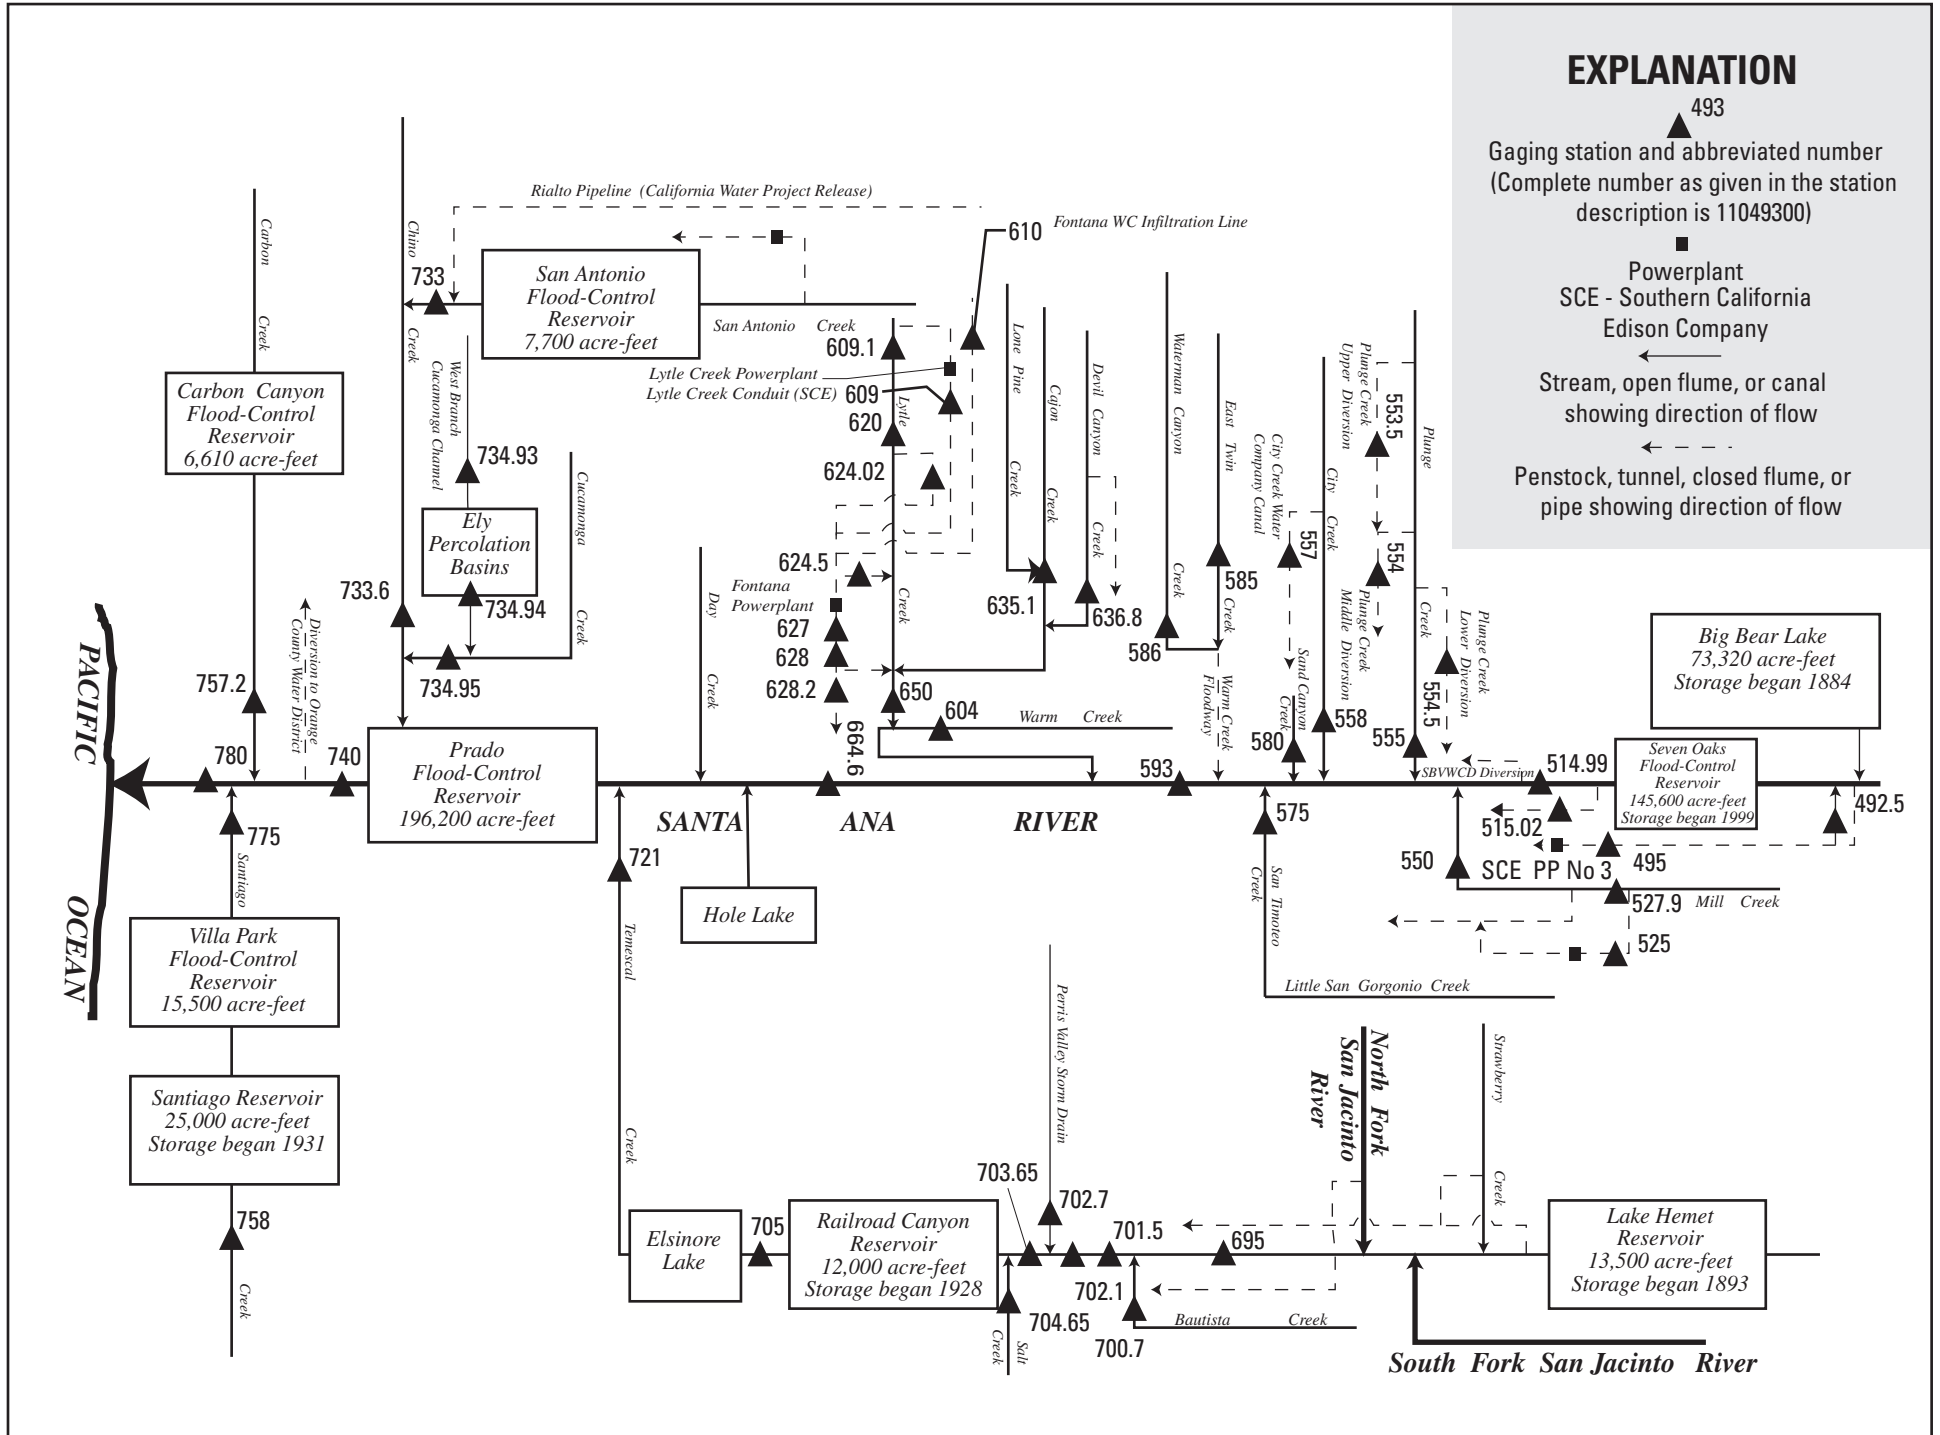 EXPLANATION
493
Gaging station and abbreviated number
(Complete number as given in the station
description is 11049300)
Powerplant
SCE - Southern California
Edison Company
Stream, open flume, or canal
showing direction of flow
Penstock, tunnel, closed flume, or
pipe showing direction of flow
Rialto Pipeline (California Water Project Release)
610
Fontana WC Infiltration Line
Carbon
Creek
Chino
Creek
733
San Antonio
Flood-Control
Reservoir
7,700 acre-feet
San Antonio Creek
609.1
Lytle Creek Powerplant
Lytle Creek Conduit (SCE)
609
620
Lytle
Creek
624.02
624.5
Fontana
Powerplant
627
628
628.2
664.6
650
604
Warm Creek
Lone Pine
Creek
Cajon
Creek
635.1
Devil Canyon
Creek
636.8
Waterman Canyon
Creek
586
East Twin
Creek
585
Warm Creek
Floodway
City Creek Water
Company Canal
557
Sand Canyon
Creek
580
City
Creek
558
Plunge Creek
Upper Diversion
553.5
554
Plunge Creek
Middle Diversion
Plunge
Creek
555
Plunge Creek
Lower Diversion
554.5
Carbon Canyon
Flood-Control
Reservoir
6,610 acre-feet
757.2
West Branch
Cucamonga Channel
734.93
Ely
Percolation
Basins
734.94
Cucamonga
Creek
733.6
734.95
Day
Creek
Big Bear Lake
73,320 acre-feet
Storage began 1884
PACIFIC
OCEAN
780
Diversion to Orange
County Water District
740
Prado
Flood-Control
Reservoir
196,200 acre-feet
SANTA ANA RIVER
593
SBVWCD Diversion
514.99
Seven Oaks
Flood-Control
Reservoir
145,600 acre-feet
Storage began 1999
492.5
515.02
495
SCE PP No 3
550
527.9
Mill Creek
525
575
San Timoteo
Creek
Little San Gorgonio Creek
775
Santiago
Villa Park
Flood-Control
Reservoir
15,500 acre-feet
Santiago Reservoir
25,000 acre-feet
Storage began 1931
758
Creek
721
Temescal
Creek
Hole Lake
Elsinore
Lake
705
Railroad Canyon
Reservoir
12,000 acre-feet
Storage began 1928
703.65
Perris Valley Storm Drain
702.7
701.5
702.1
704.65
Salt
Creek
700.7
Bautista Creek
695
North Fork
San Jacinto
River
Strawberry
Creek
Lake Hemet
Reservoir
13,500 acre-feet
Storage began 1893
South Fork San Jacinto River